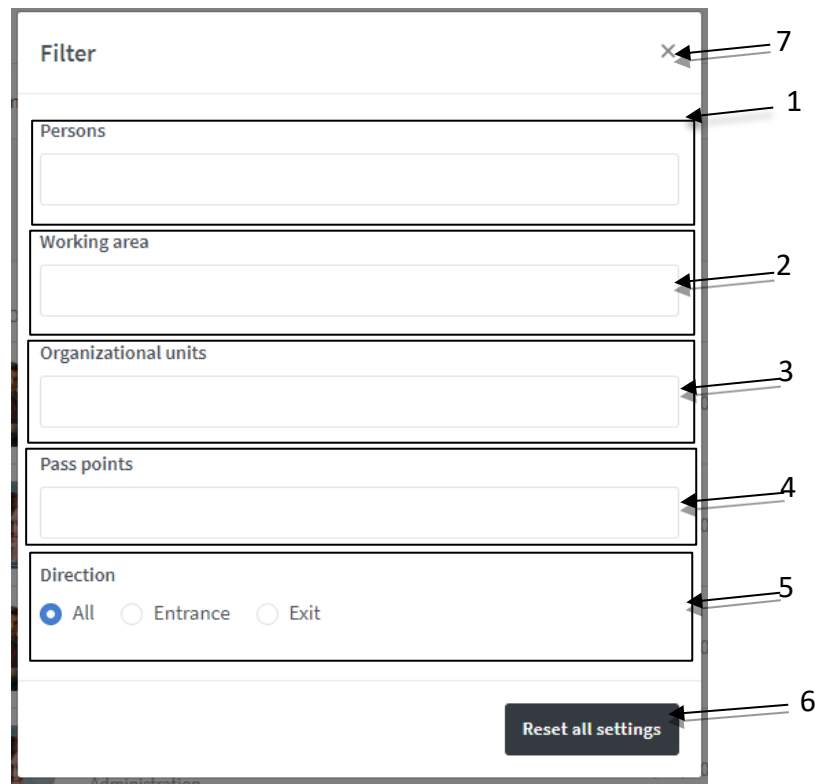 Filter
7
1
Persons
Working area
2
Organizational units
3
Pass points
4
Direction
All Entrance Exit
5
Reset all settings
6
Administration